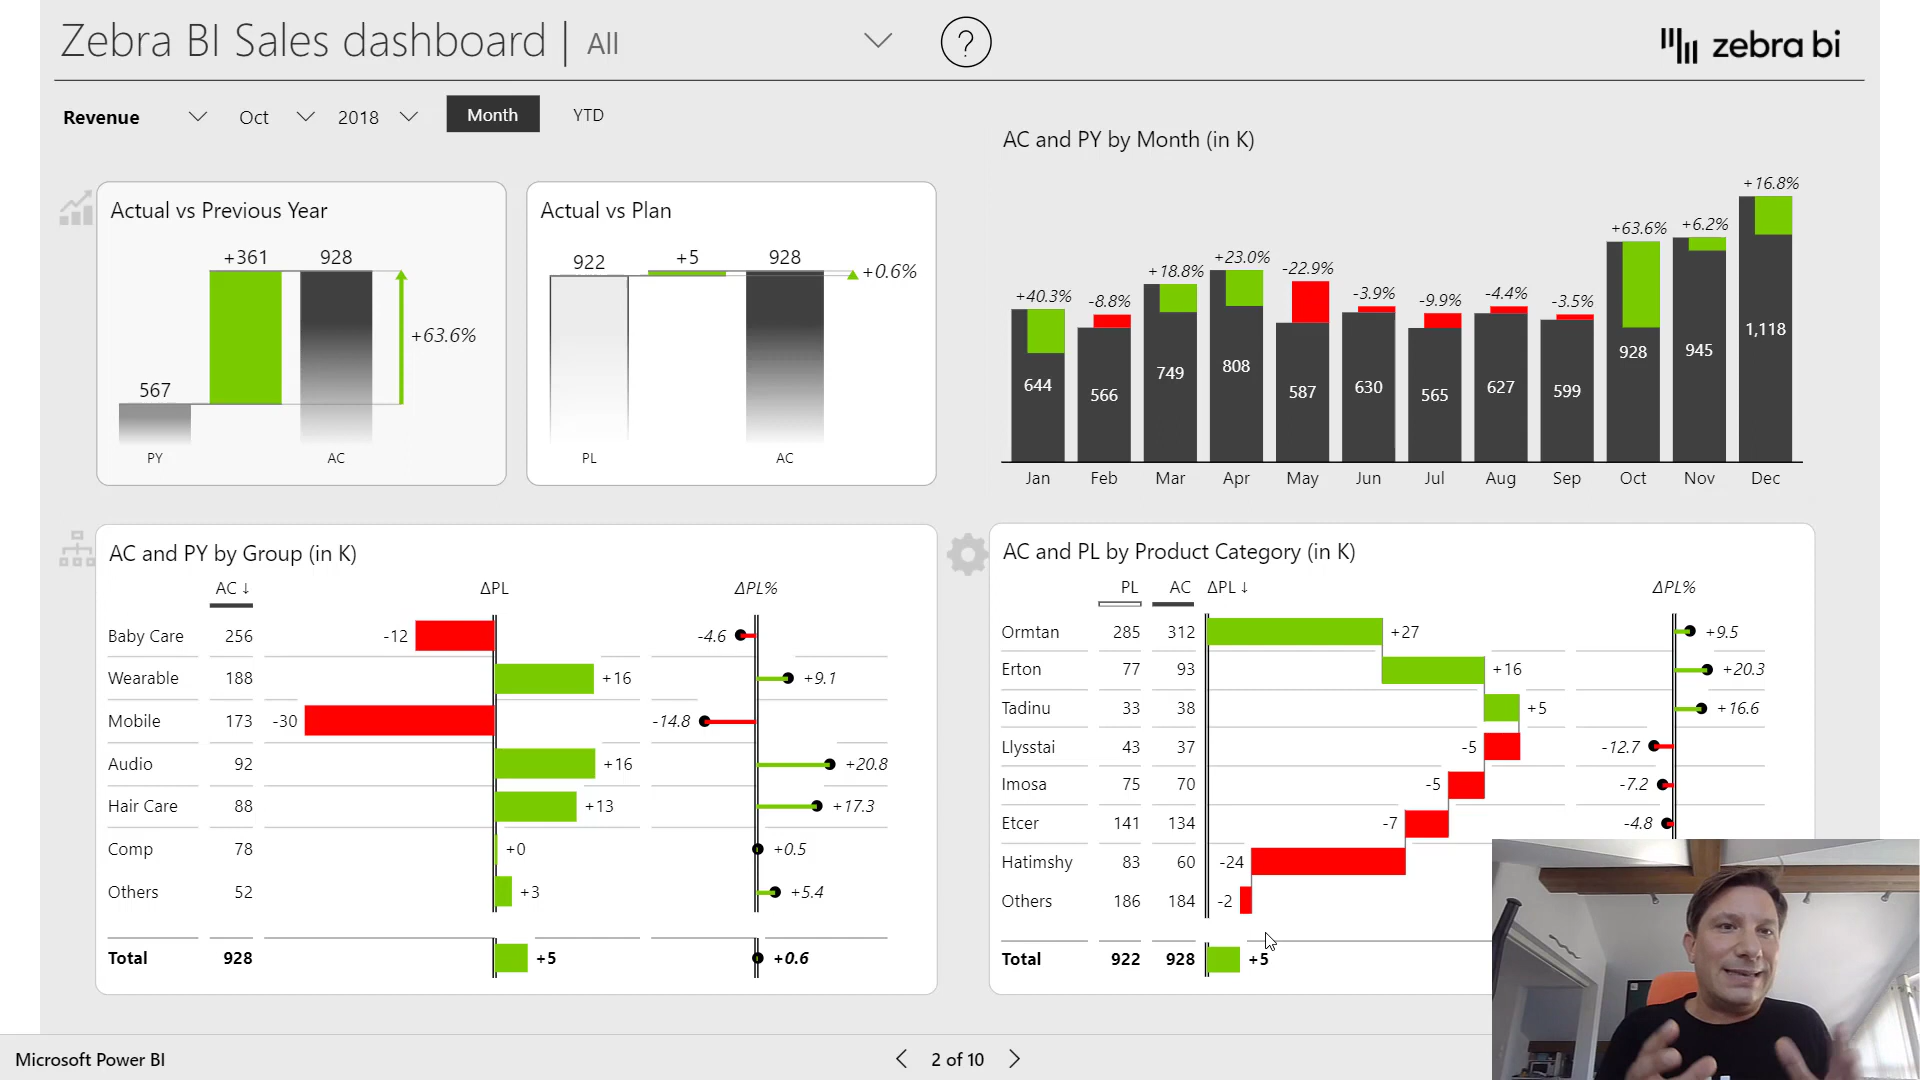 Zebra BI Sales dashboard | All
?
zebra bi
Revenue Oct 2018 Month YTD
Actual vs Previous Year
+361 928
567
+63.6%
PY AC
Actual vs Plan
922 +5 928
+0.6%
PL AC
AC and PY by Month (in K)
+40.3% -8.8% +18.8% +23.0% -22.9% -3.9% -9.9% -4.4% -3.5% +63.6% +6.2% +16.8%
644 566 749 808 587 630 565 627 599 928 945 1,118
Jan Feb Mar Apr May Jun Jul Aug Sep Oct Nov Dec
AC and PY by Group (in K)
AC ↓ ΔPL ΔPL%
Baby Care 256 -12 -4.6
Wearable 188 +16 +9.1
Mobile 173 -30 -14.8
Audio 92 +16 +20.8
Hair Care 88 +13 +17.3
Comp 78 +0 +0.5
Others 52 +3 +5.4
Total 928 +5 +0.6
AC and PL by Product Category (in K)
PL AC ΔPL ↓ ΔPL%
Ormtan 285 312 +27 +9.5
Erton 77 93 +16 +20.3
Tadinu 33 38 +5 +16.6
Llysstai 43 37 -5 -12.7
Imosa 75 70 -5 -7.2
Etcer 141 134 -7 -4.8
Hatimshy 83 60 -24
Others 186 184 -2
Total 922 928 +5
Microsoft Power BI
2 of 10